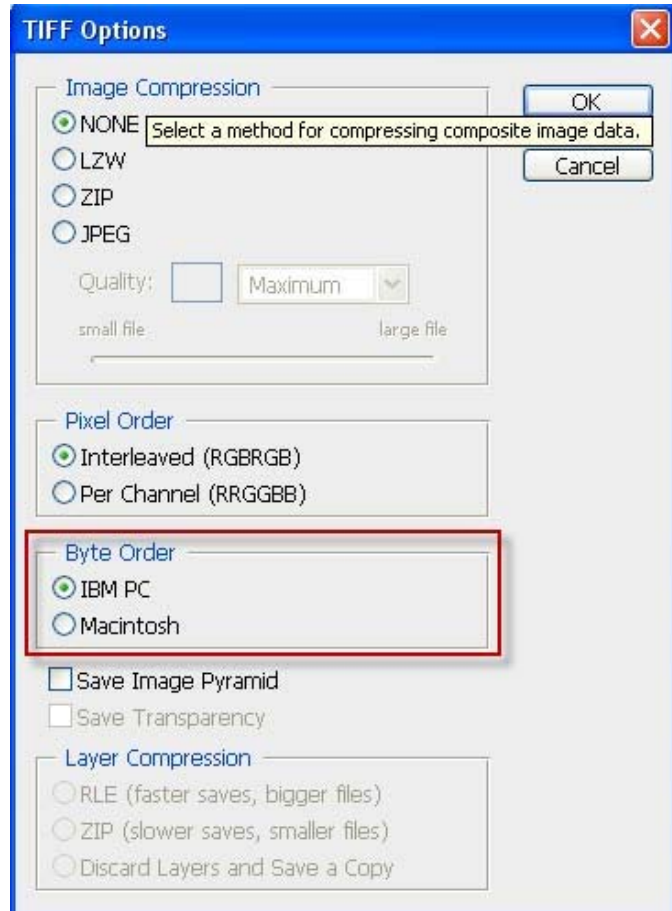 TIFF Options
Image Compression
OK
NONE
Select a method for compressing composite image data.
LZW
Cancel
ZIP
JPEG
Quality:
Maximum
small file
large file
Pixel Order
Interleaved (RGBRGB)
Per Channel (RRGGBB)
Byte Order
IBM PC
Macintosh
Save Image Pyramid
Save Transparency
Layer Compression
RLE (faster saves, bigger files)
ZIP (slower saves, smaller files)
Discard Layers and Save a Copy